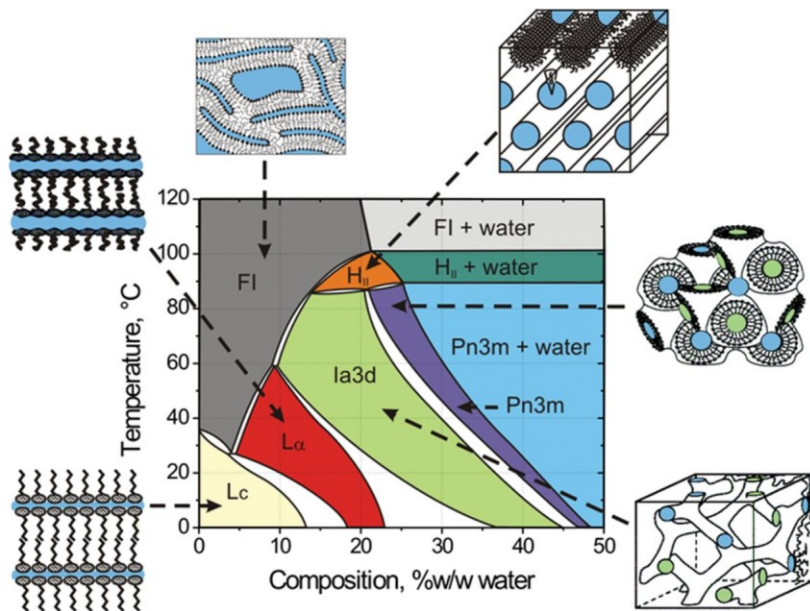 120
100
80
60
40
20
0
Temperature, °C
FI
FI + water
HII
HII + water
Ia3d
Pn3m + water
Pn3m
Lα
Lc
0 10 20 30 40 50
Composition, %w/w water